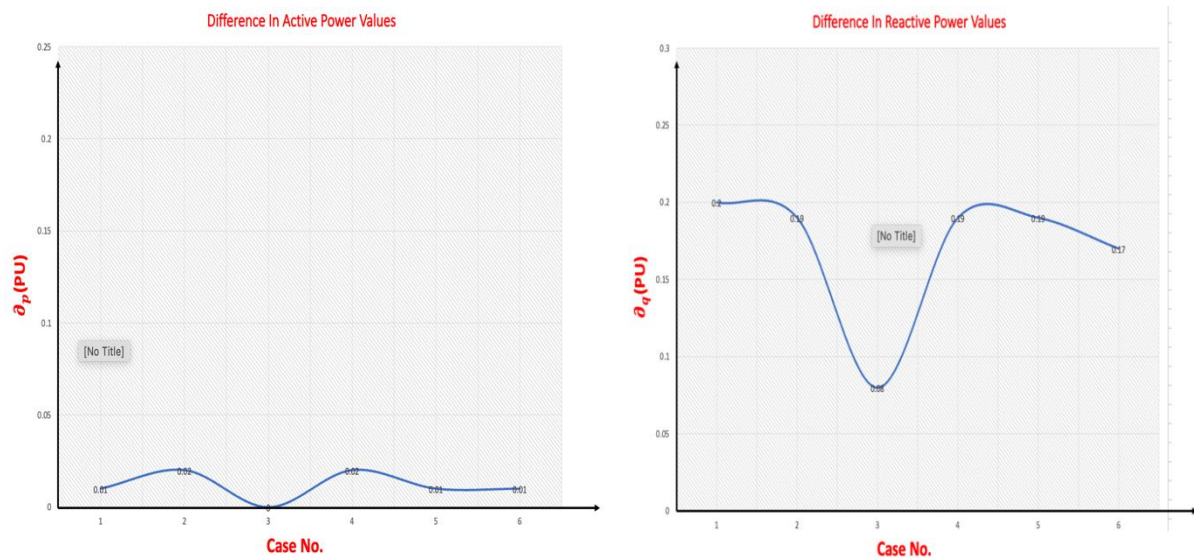 Difference In Active Power Values
0.25
0.2
0.15
0.1
0.05
0
∂p(PU)
[No Title]
0.01
0.02
0
0.02
0.01
0.01
1 2 3 4 5 6
Case No.
Difference In Reactive Power Values
0.3
0.25
0.2
0.15
0.1
0.05
0
∂q(PU)
[No Title]
0.2
0.19
0.08
0.19
0.19
0.17
1 2 3 4 5 6
Case No.